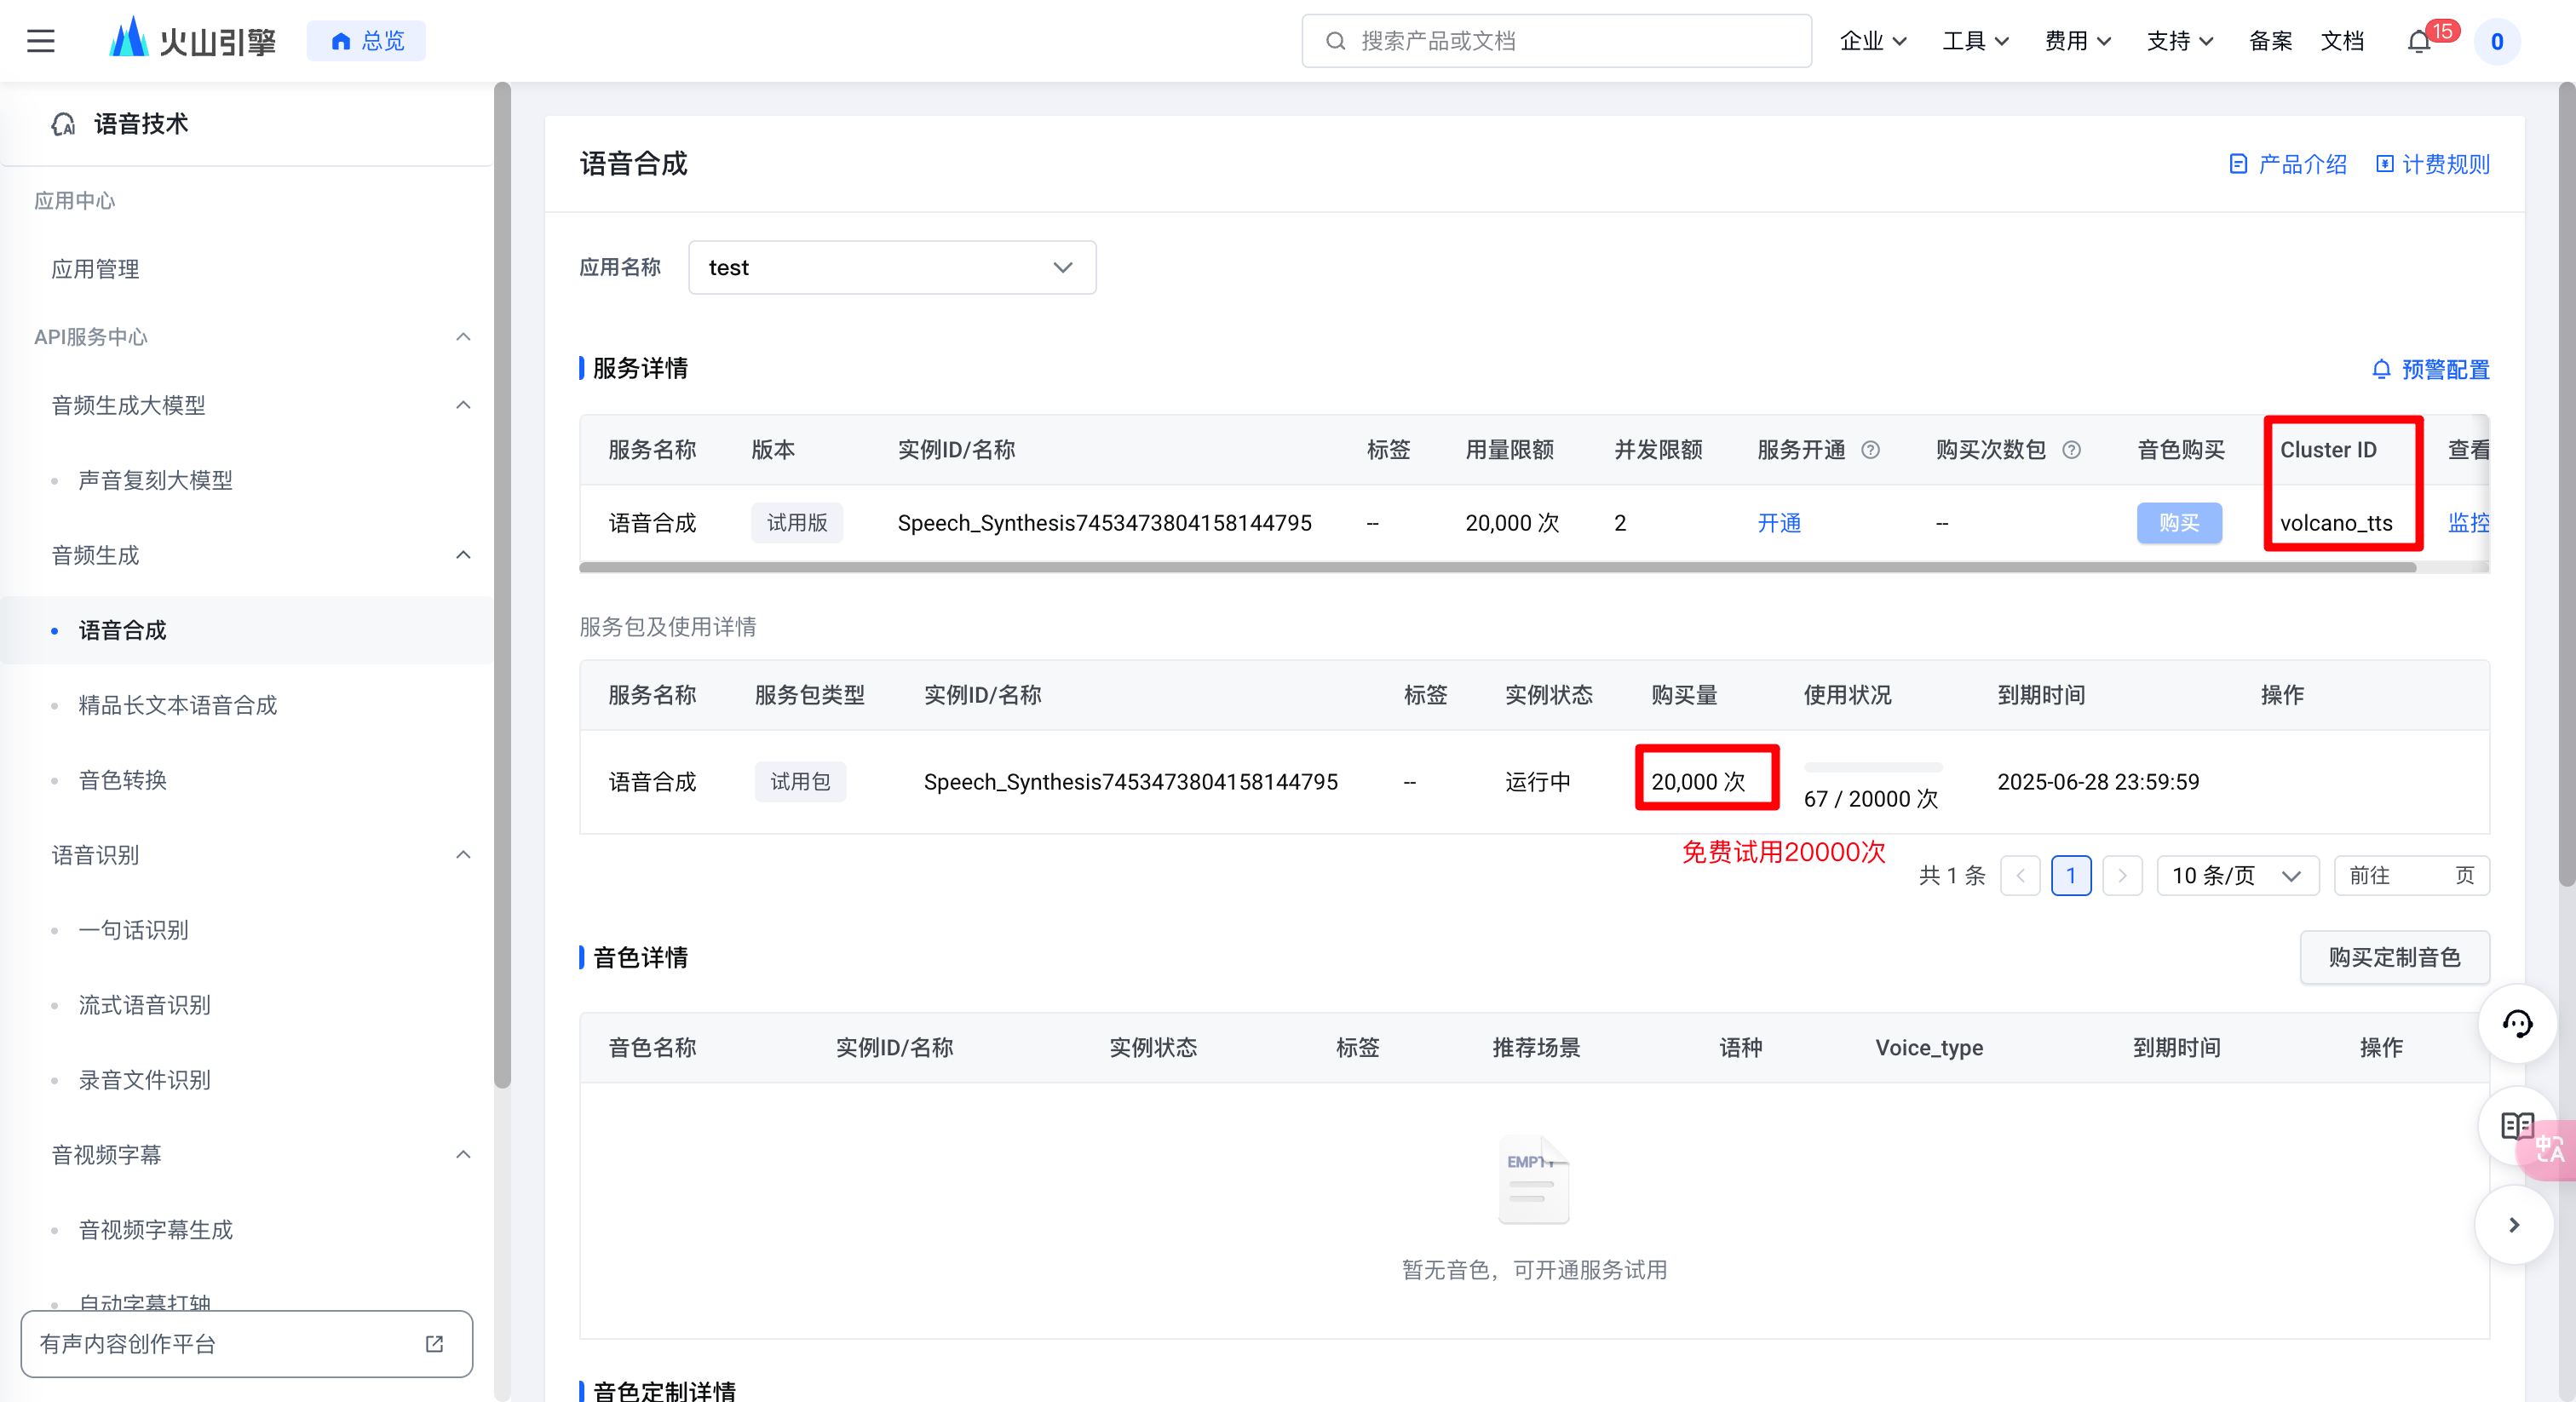 火山引擎
总览
搜索产品或文档
企业 工具 费用 支持 备案 文档 15 0
语音技术
应用中心
应用管理
API服务中心
音频生成大模型
声音复刻大模型
音频生成
语音合成
精品长文本语音合成
音色转换
语音识别
一句话识别
流式语音识别
录音文件识别
音视频字幕
音视频字幕生成
自动字幕打轴
有声内容创作平台
语音合成
产品介绍 计费规则
应用名称 test
服务详情
预警配置
服务名称 版本 实例ID/名称 标签 用量限额 并发限额 服务开通 购买次数包 音色购买 Cluster ID 查看
语音合成 试用版 Speech_Synthesis7453473804158144795 -- 20,000 次 2 开通 -- 购买 volcano_tts 监控
服务包及使用详情
服务名称 服务包类型 实例ID/名称 标签 实例状态 购买量 使用状况 到期时间 操作
语音合成 试用包 Speech_Synthesis7453473804158144795 -- 运行中 20,000 次 67 / 20000 次 2025-06-28 23:59:59
免费试用20000次
共 1 条 1 10 条/页 前往 页
音色详情
购买定制音色
音色名称 实例ID/名称 实例状态 标签 推荐场景 语种 Voice_type 到期时间 操作
EMPTY
暂无音色，可开通服务试用
音色定制详情
中 A